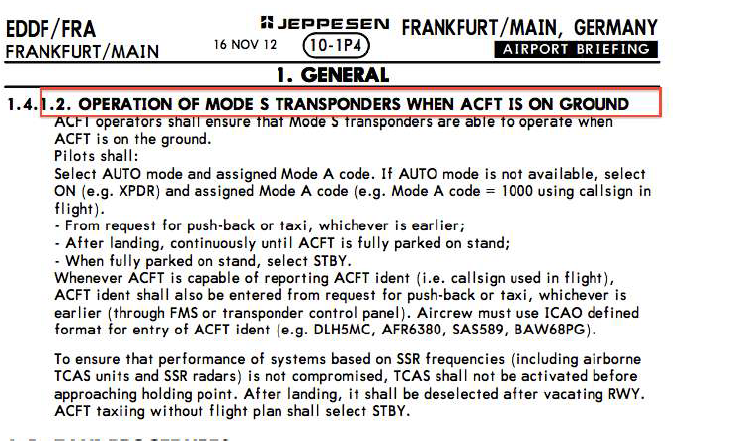 EDDF/FRA
FRANKFURT/MAIN
16 NOV 12
JEPPESEN
10-1P4
FRANKFURT/MAIN, GERMANY
AIRPORT BRIEFING
1. GENERAL
1.4.1.2. OPERATION OF MODE S TRANSPONDERS WHEN ACFT IS ON GROUND
ACFT operators shall ensure that Mode S transponders are able to operate when
ACFT is on the ground.
Pilots shall:
Select AUTO mode and assigned Mode A code. If AUTO mode is not available, select
ON (e.g. XPDR) and assigned Mode A code (e.g. Mode A code = 1000 using callsign in
flight).
- From request for push-back or taxi, whichever is earlier;
- After landing, continuously until ACFT is fully parked on stand;
- When fully parked on stand, select STBY.
Whenever ACFT is capable of reporting ACFT ident (i.e. callsign used in flight),
ACFT ident shall also be entered from request for push-back or taxi, whichever is
earlier (through FMS or transponder control panel). Aircrew must use ICAO defined
format for entry of ACFT ident (e.g. DLH5MC, AFR6380, SAS589, BAW68PG).
To ensure that performance of systems based on SSR frequencies (including airborne
TCAS units and SSR radars) is not compromised, TCAS shall not be activated before
approaching holding point. After landing, it shall be deselected after vacating RWY.
ACFT taxiing without flight plan shall select STBY.